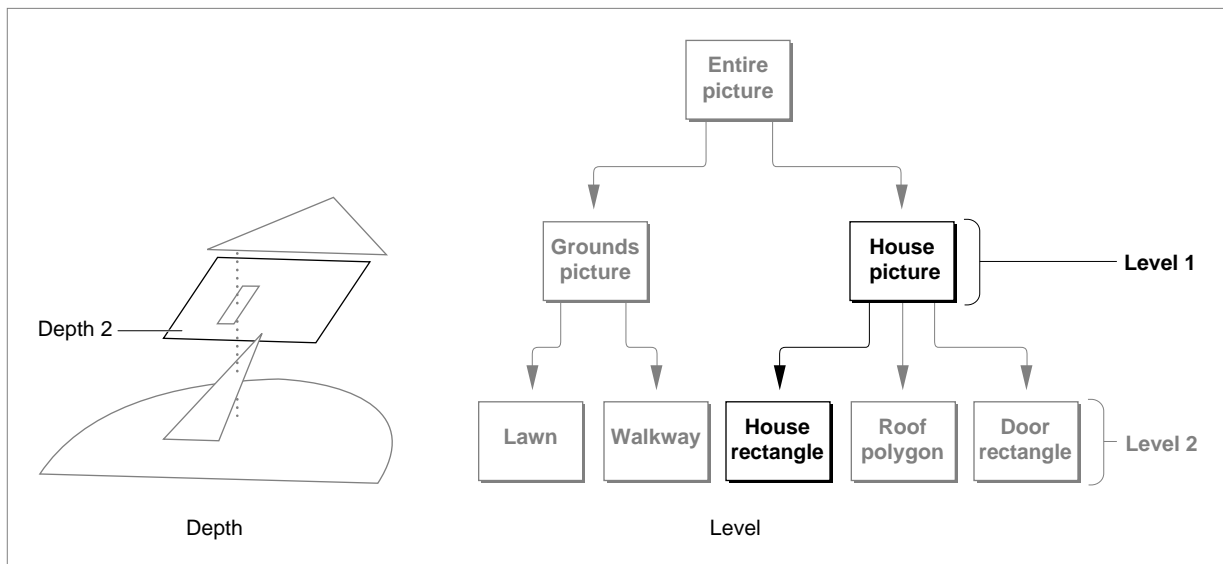 Entire
picture
Grounds
picture
House
picture
Level 1
Depth 2
Lawn
Walkway
House
rectangle
Roof
polygon
Door
rectangle
Level 2
Depth
Level